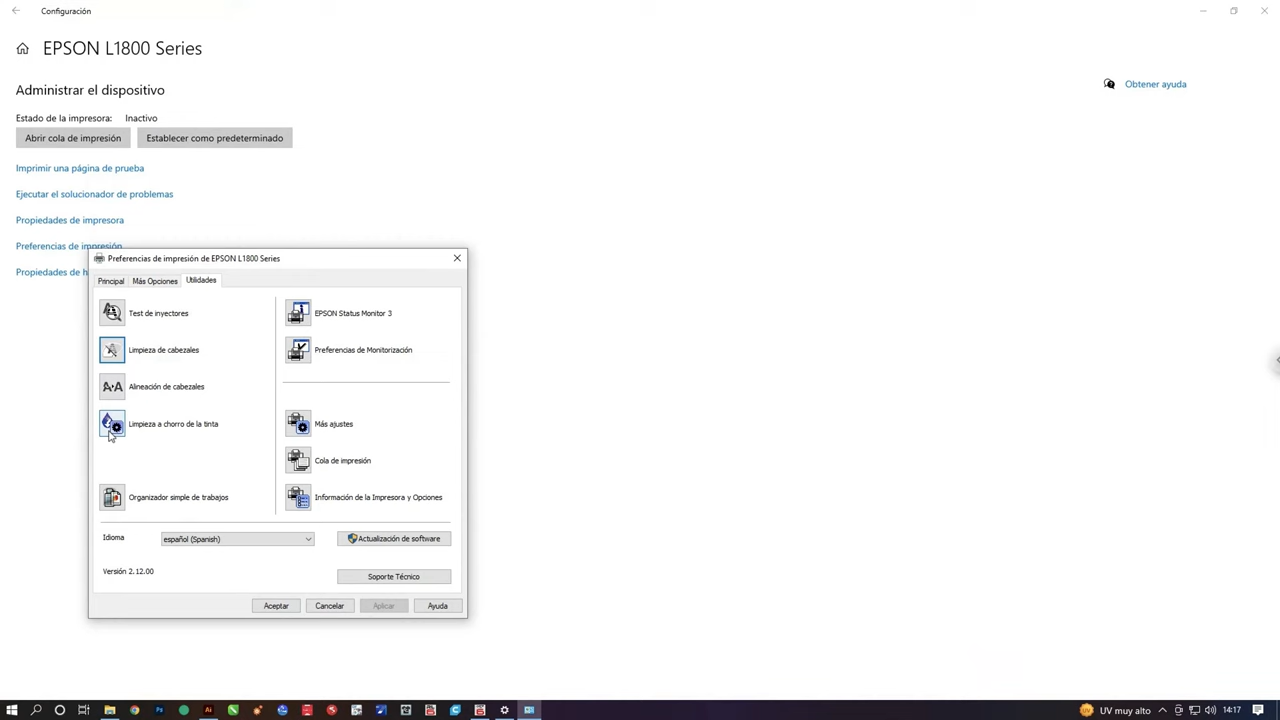 Configuración
EPSON L1800 Series
Administrar el dispositivo
Obtener ayuda
Estado de la impresora: Inactivo
Abrir cola de impresión
Establecer como predeterminado
Imprimir una página de prueba
Ejecutar el solucionador de problemas
Propiedades de impresora
Preferencias de impresión
Propiedades de h
Preferencias de impresión de EPSON L1800 Series
Principal
Más Opciones
Utilidades
Test de inyectores
EPSON Status Monitor 3
Limpieza de cabezales
Preferencias de Monitorización
Alineación de cabezales
Limpieza a chorro de la tinta
Más ajustes
Cola de impresión
Organizador simple de trabajos
Información de la Impresora y Opciones
Idioma
español (Spanish)
Actualización de software
Versión 2.12.00
Soporte Técnico
Aceptar
Cancelar
Aplicar
Ayuda
UV muy alto
14:17